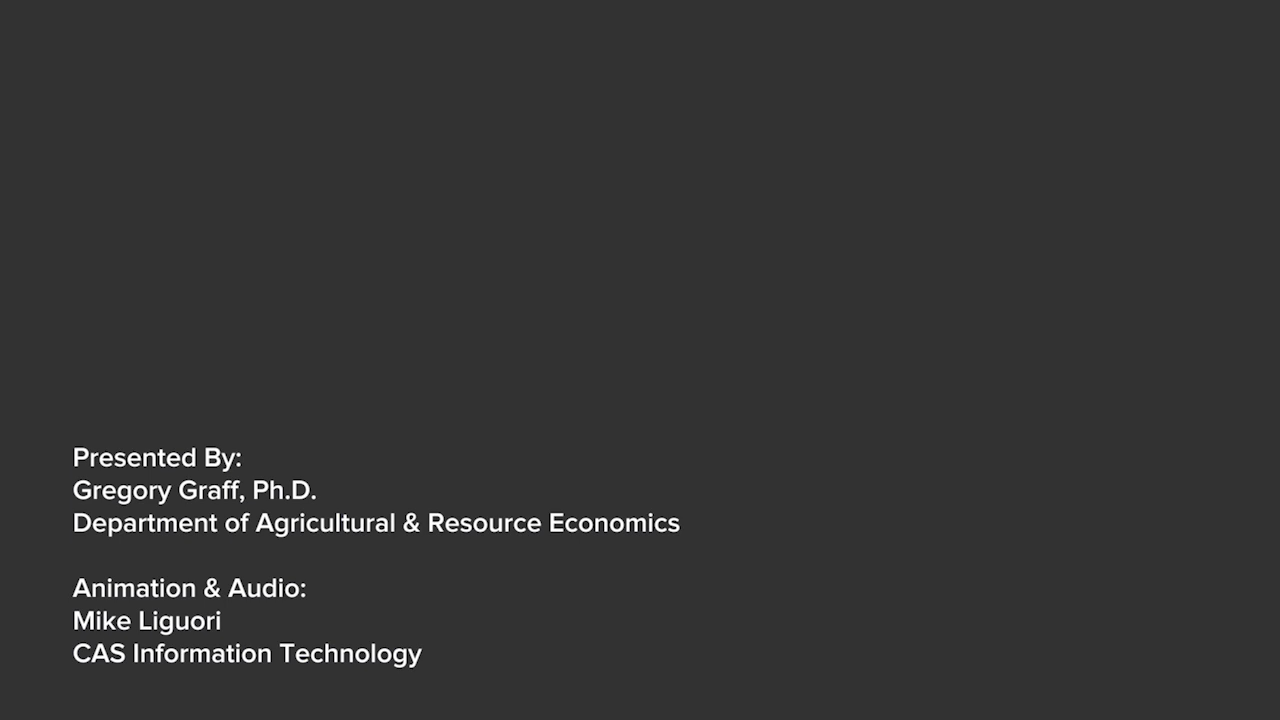 Presented By:
Gregory Graff, Ph.D.
Department of Agricultural & Resource Economics
Animation & Audio:
Mike Liguori
CAS Information Technology